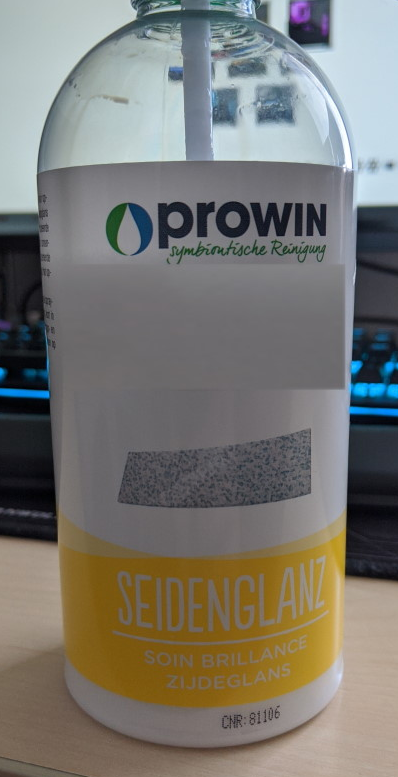 proWIN
symbiontische Reinigung
SEIDENGLANZ
SOIN BRILLANCE
ZIJDEGLANS
CNR:81106